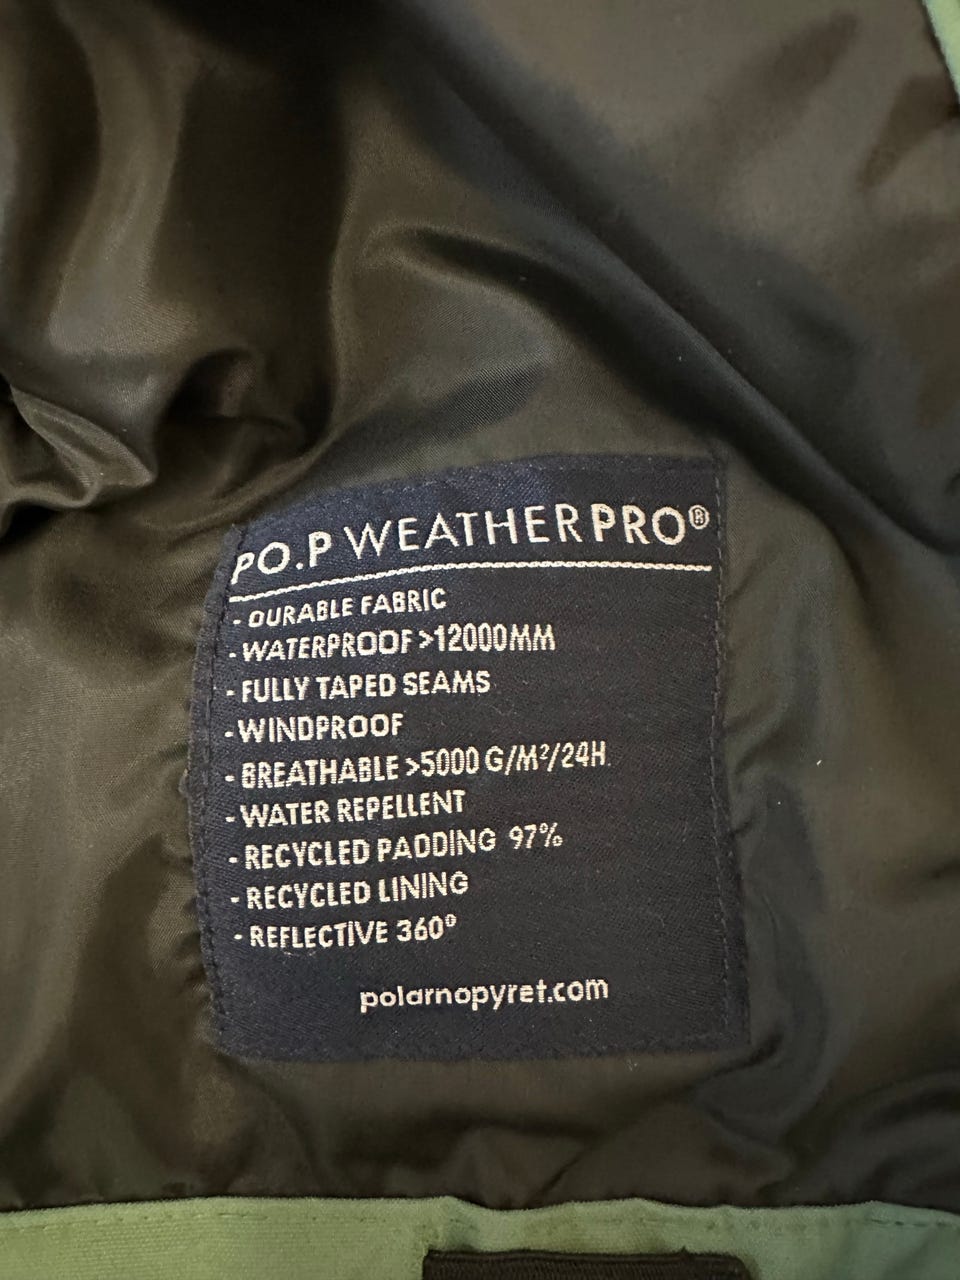 PO.P WEATHERPRO®
- DURABLE FABRIC
- WATERPROOF >12000MM
- FULLY TAPED SEAMS
- WINDPROOF
- BREATHABLE >5000 G/M²/24H
- WATER REPELLENT
- RECYCLED PADDING 97%
- RECYCLED LINING
- REFLECTIVE 360°
polarnopyret.com